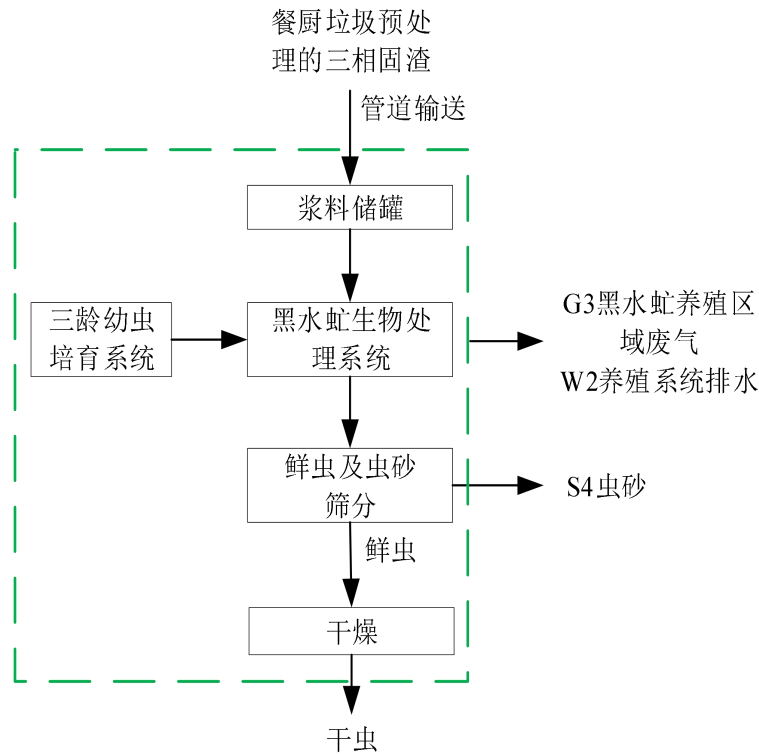 餐厨垃圾预处
理的三相固渣
管道输送
浆料储罐
三龄幼虫
培育系统
黑水虻生物处
理系统
G3黑水虻养殖区
域废气
W2养殖系统排水
鲜虫及虫砂
筛分
S4虫砂
鲜虫
干燥
干虫